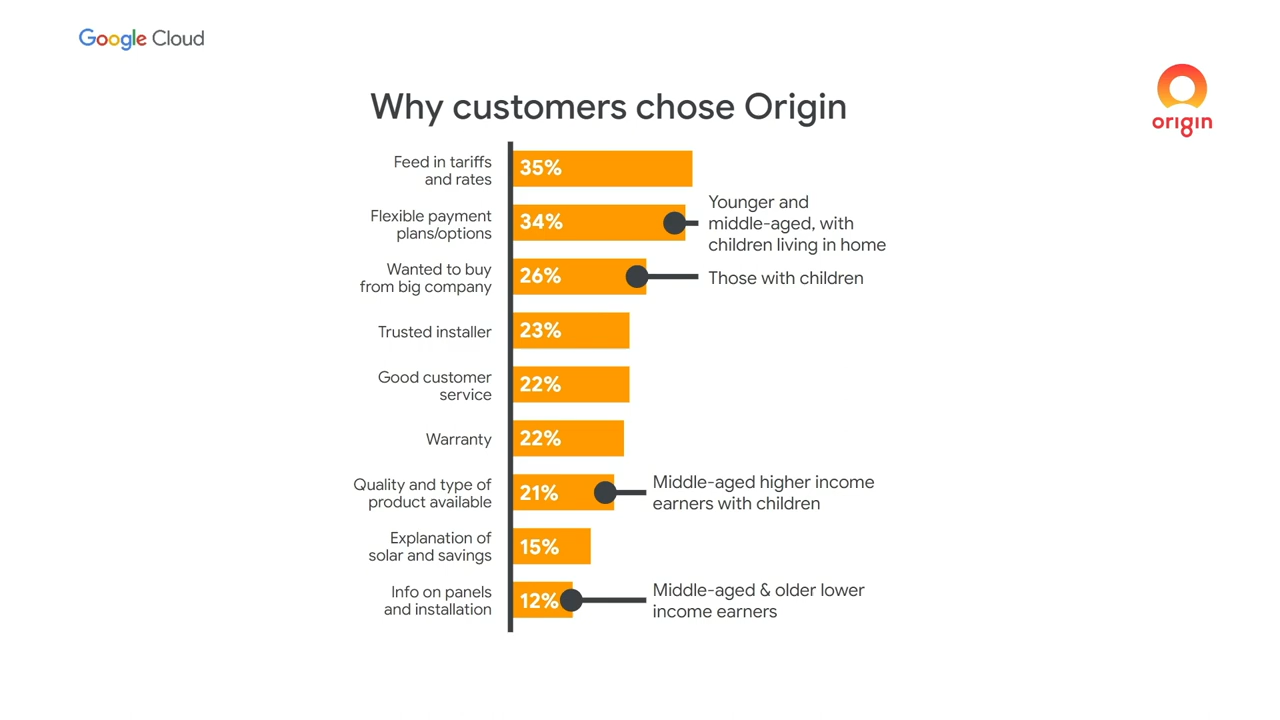 Google Cloud
origin
Why customers chose Origin
Feed in tariffs
and rates
35%
Flexible payment
plans/options
34%
Younger and
middle-aged, with
children living in home
Wanted to buy
from big company
26%
Those with children
Trusted installer
23%
Good customer
service
22%
Warranty
22%
Quality and type of
product available
21%
Middle-aged higher income
earners with children
Explanation of
solar and savings
15%
Info on panels
and installation
12%
Middle-aged & older lower
income earners